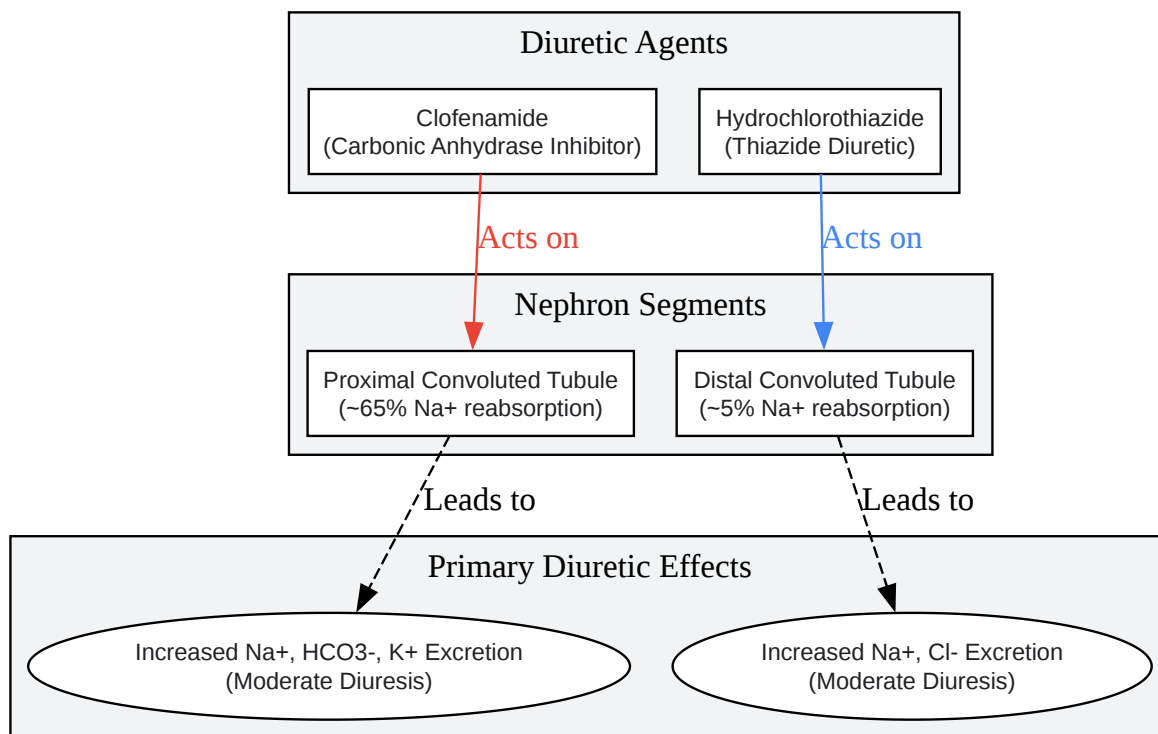 Diuretic Agents
Clofenamide
(Carbonic Anhydrase Inhibitor)
Hydrochlorothiazide
(Thiazide Diuretic)
Acts on
Acts on
Nephron Segments
Proximal Convoluted Tubule
(~65% Na+ reabsorption)
Distal Convoluted Tubule
(~5% Na+ reabsorption)
Leads to
Leads to
Primary Diuretic Effects
Increased Na+, HCO3-, K+ Excretion
(Moderate Diuresis)
Increased Na+, Cl- Excretion
(Moderate Diuresis)